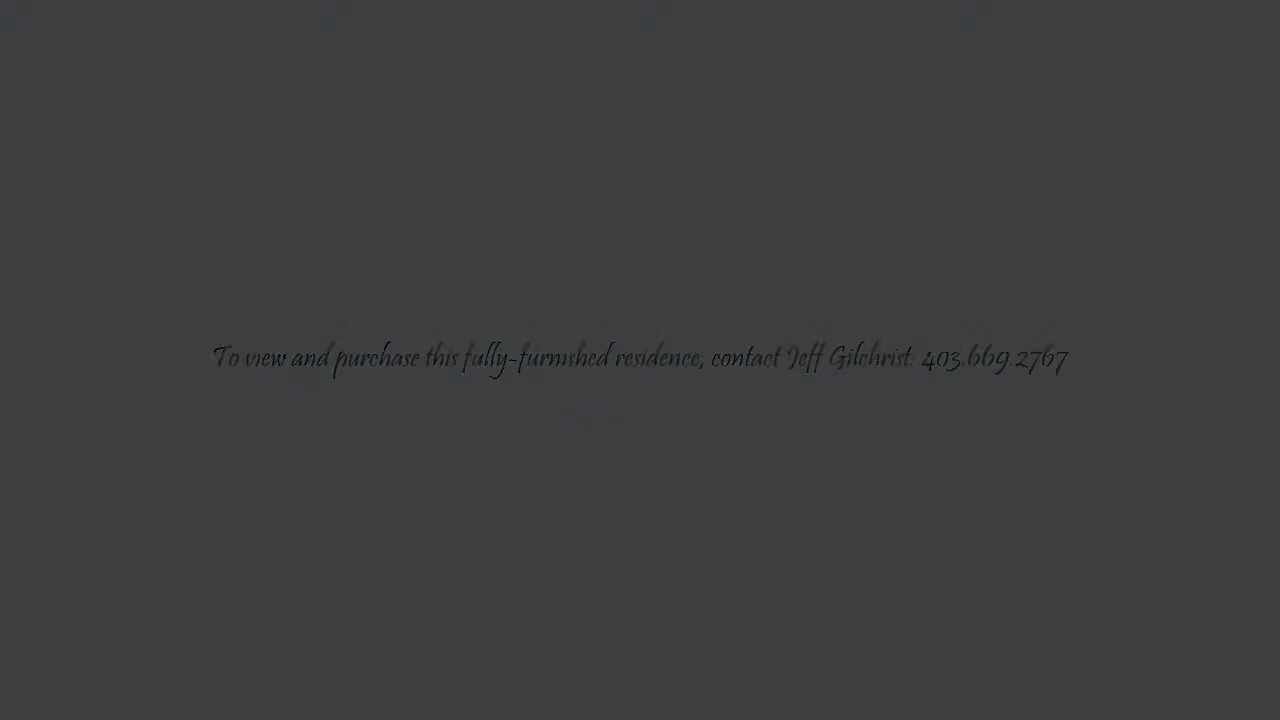 To view and purchase this fully-furnished residence, contact Jeff Gilchrist: 403.669.2767